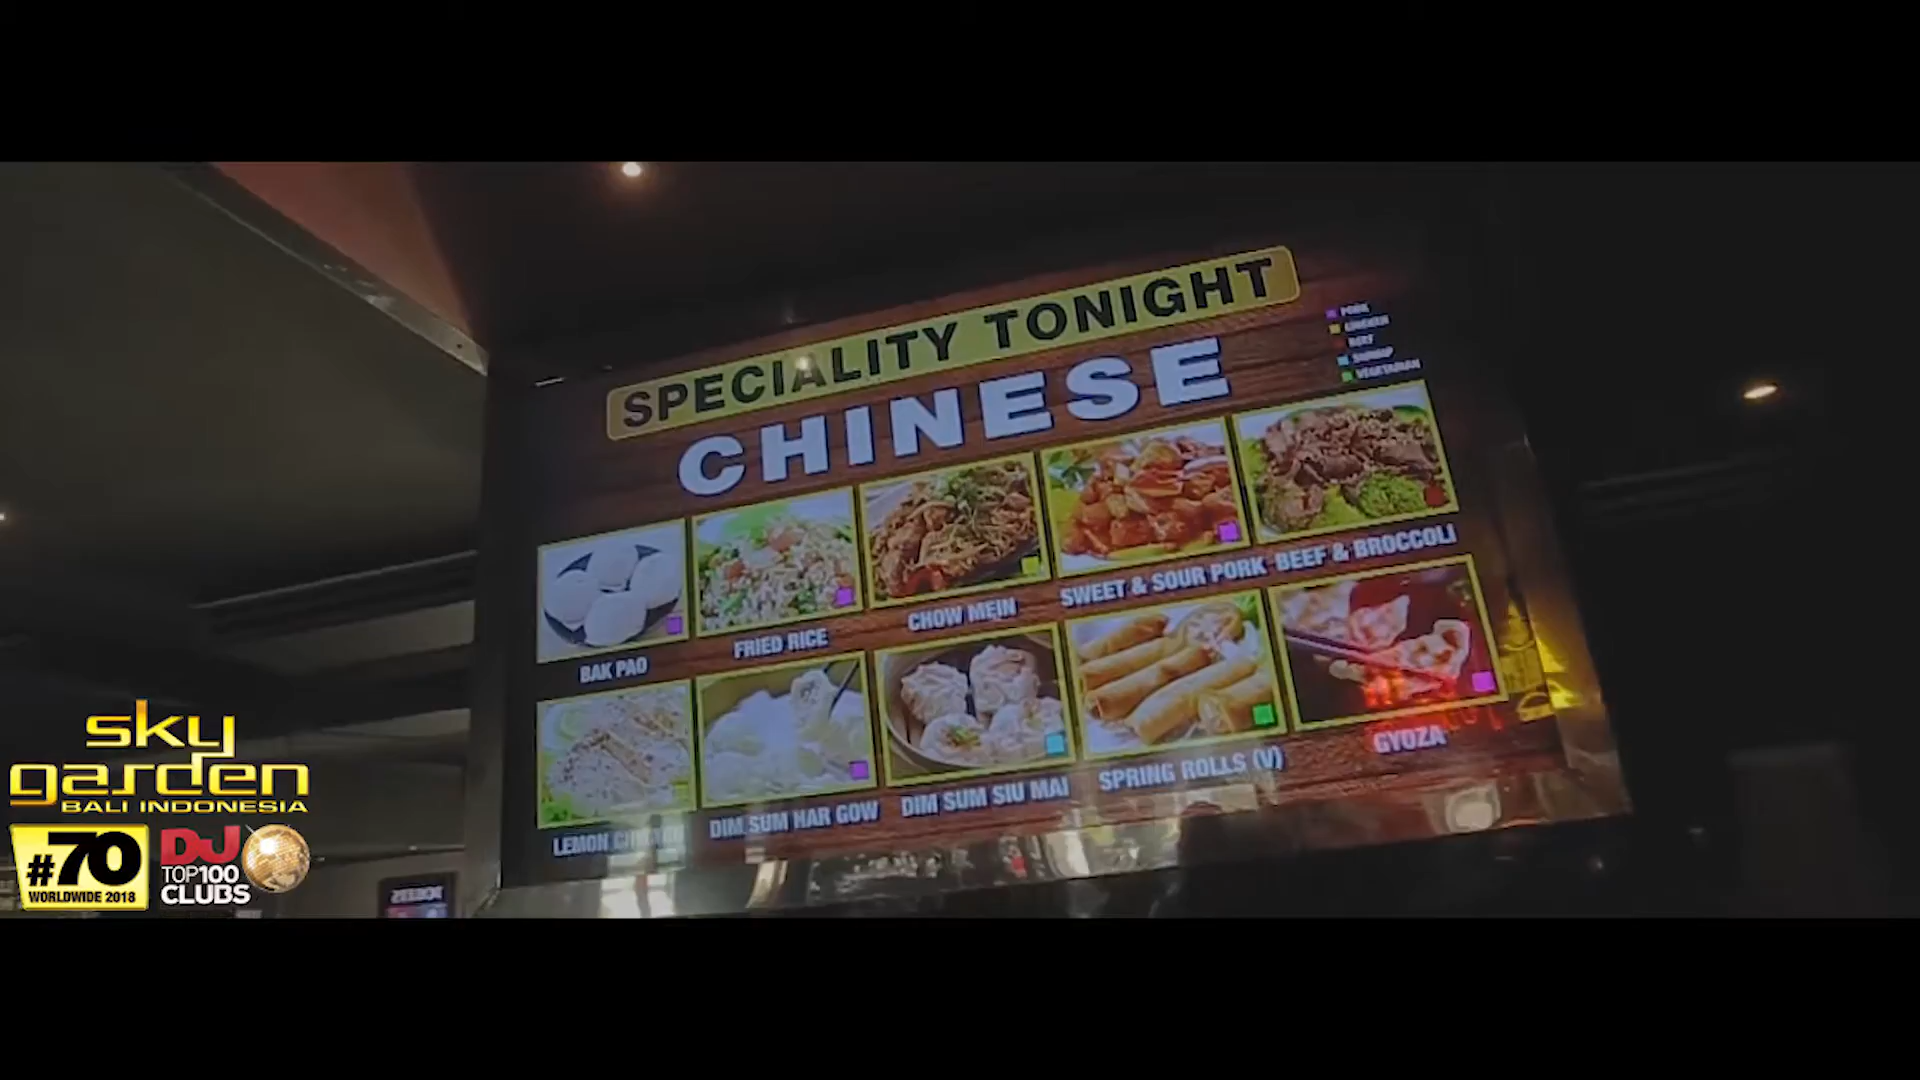 SPECIALITY TONIGHT
CHINESE
PORK
CHICKEN
BEEF
SHRIMP
VEGETARIAN
BAK PAO
FRIED RICE
CHOW MEIN
SWEET & SOUR PORK
BEEF & BROCCOLI
LEMON
DIM SUM HAR GOW
DIM SUM SIU MAI
SPRING ROLLS (V)
GYOZA
sky
garden
BALI INDONESIA
#70
WORLDWIDE 2018
DJ
TOP100
CLUBS